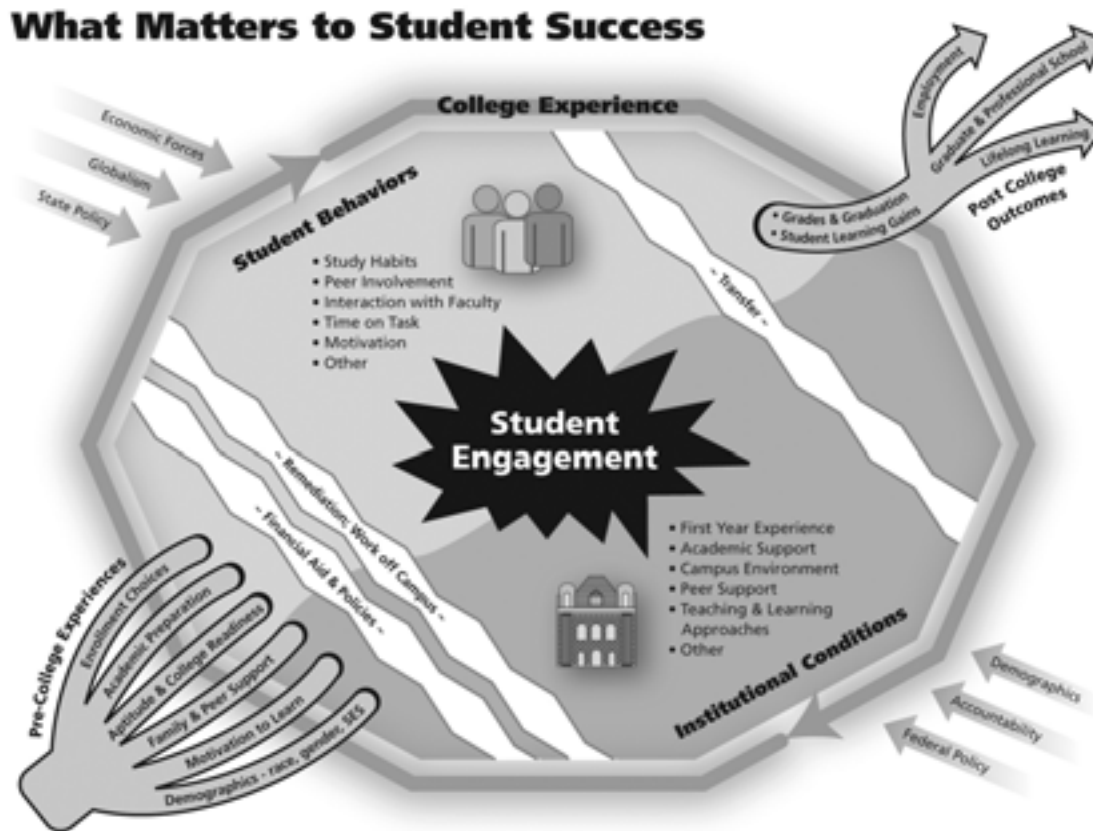 What Matters to Student Success
College Experience
Economic Forces
Globalism
State Policy
Student Behaviors
• Study Habits
• Peer Involvement
• Interaction with Faculty
• Time on Task
• Motivation
• Other
Employment
Graduate & Professional School
Lifelong Learning
• Grades & Graduation
• Student Learning Gains
Post College
Outcomes
~ Transfer ~
Student
Engagement
~ Remediation; Work off Campus ~
~ Financial Aid & Policies ~
• First Year Experience
• Academic Support
• Campus Environment
• Peer Support
• Teaching & Learning
Approaches
• Other
Institutional Conditions
Pre-College Experiences
Enrollment Choices
Academic Preparation
Aptitude & College Readiness
Family & Peer Support
Motivation to Learn
Demographics - race, gender, SES
Demographics
Accountability
Federal Policy